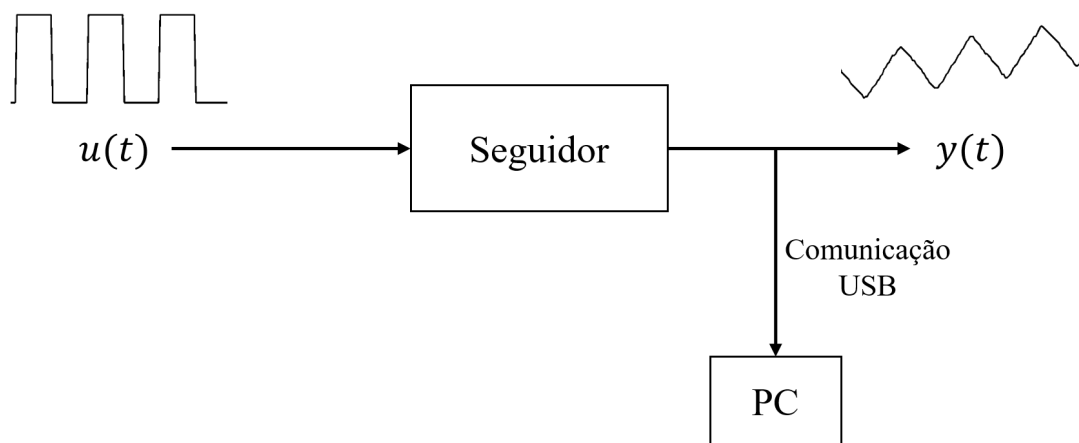 u(t)
Seguidor
y(t)
Comunicação
USB
PC